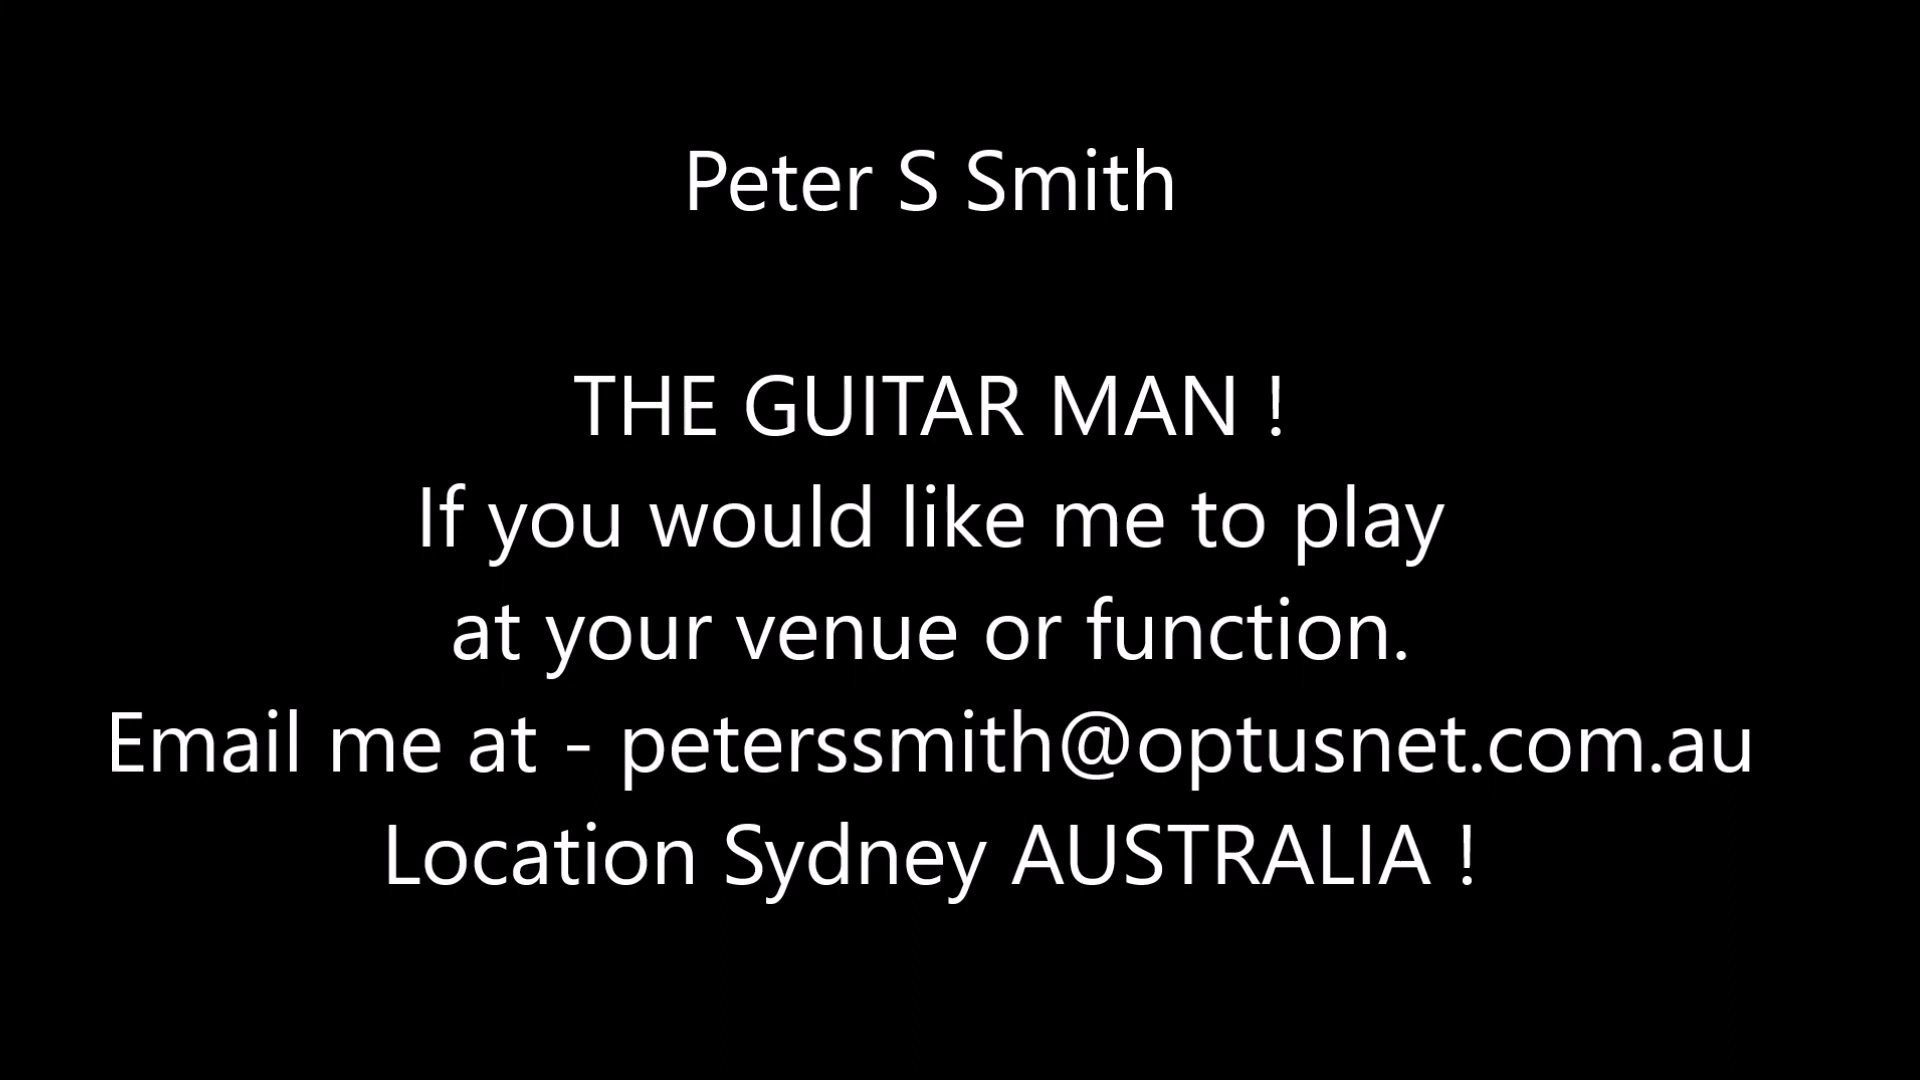 Peter S Smith
THE GUITAR MAN !
If you would like me to play
at your venue or function.
Email me at - peterssmith@optusnet.com.au
Location Sydney AUSTRALIA !